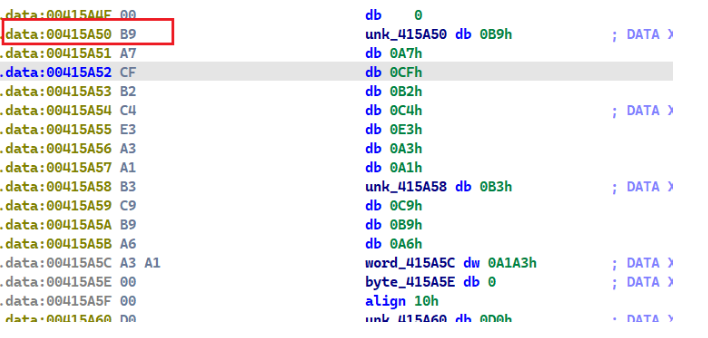 .data:00415A4F 00 db 0
.data:00415A50 B9 unk_415A50 db 0B9h ; DATA X
.data:00415A51 A7 db 0A7h
.data:00415A52 CF db 0CFh
.data:00415A53 B2 db 0B2h
.data:00415A54 C4 db 0C4h ; DATA X
.data:00415A55 E3 db 0E3h
.data:00415A56 A3 db 0A3h
.data:00415A57 A1 db 0A1h
.data:00415A58 B3 unk_415A58 db 0B3h ; DATA X
.data:00415A59 C9 db 0C9h
.data:00415A5A B9 db 0B9h
.data:00415A5B A6 db 0A6h
.data:00415A5C A3 A1 word_415A5C dw 0A1A3h ; DATA X
.data:00415A5E 00 byte_415A5E db 0 ; DATA X
.data:00415A5F 00 align 10h
.data:00415A60 D0 unk_415A60 db 0D0h ; DATA X